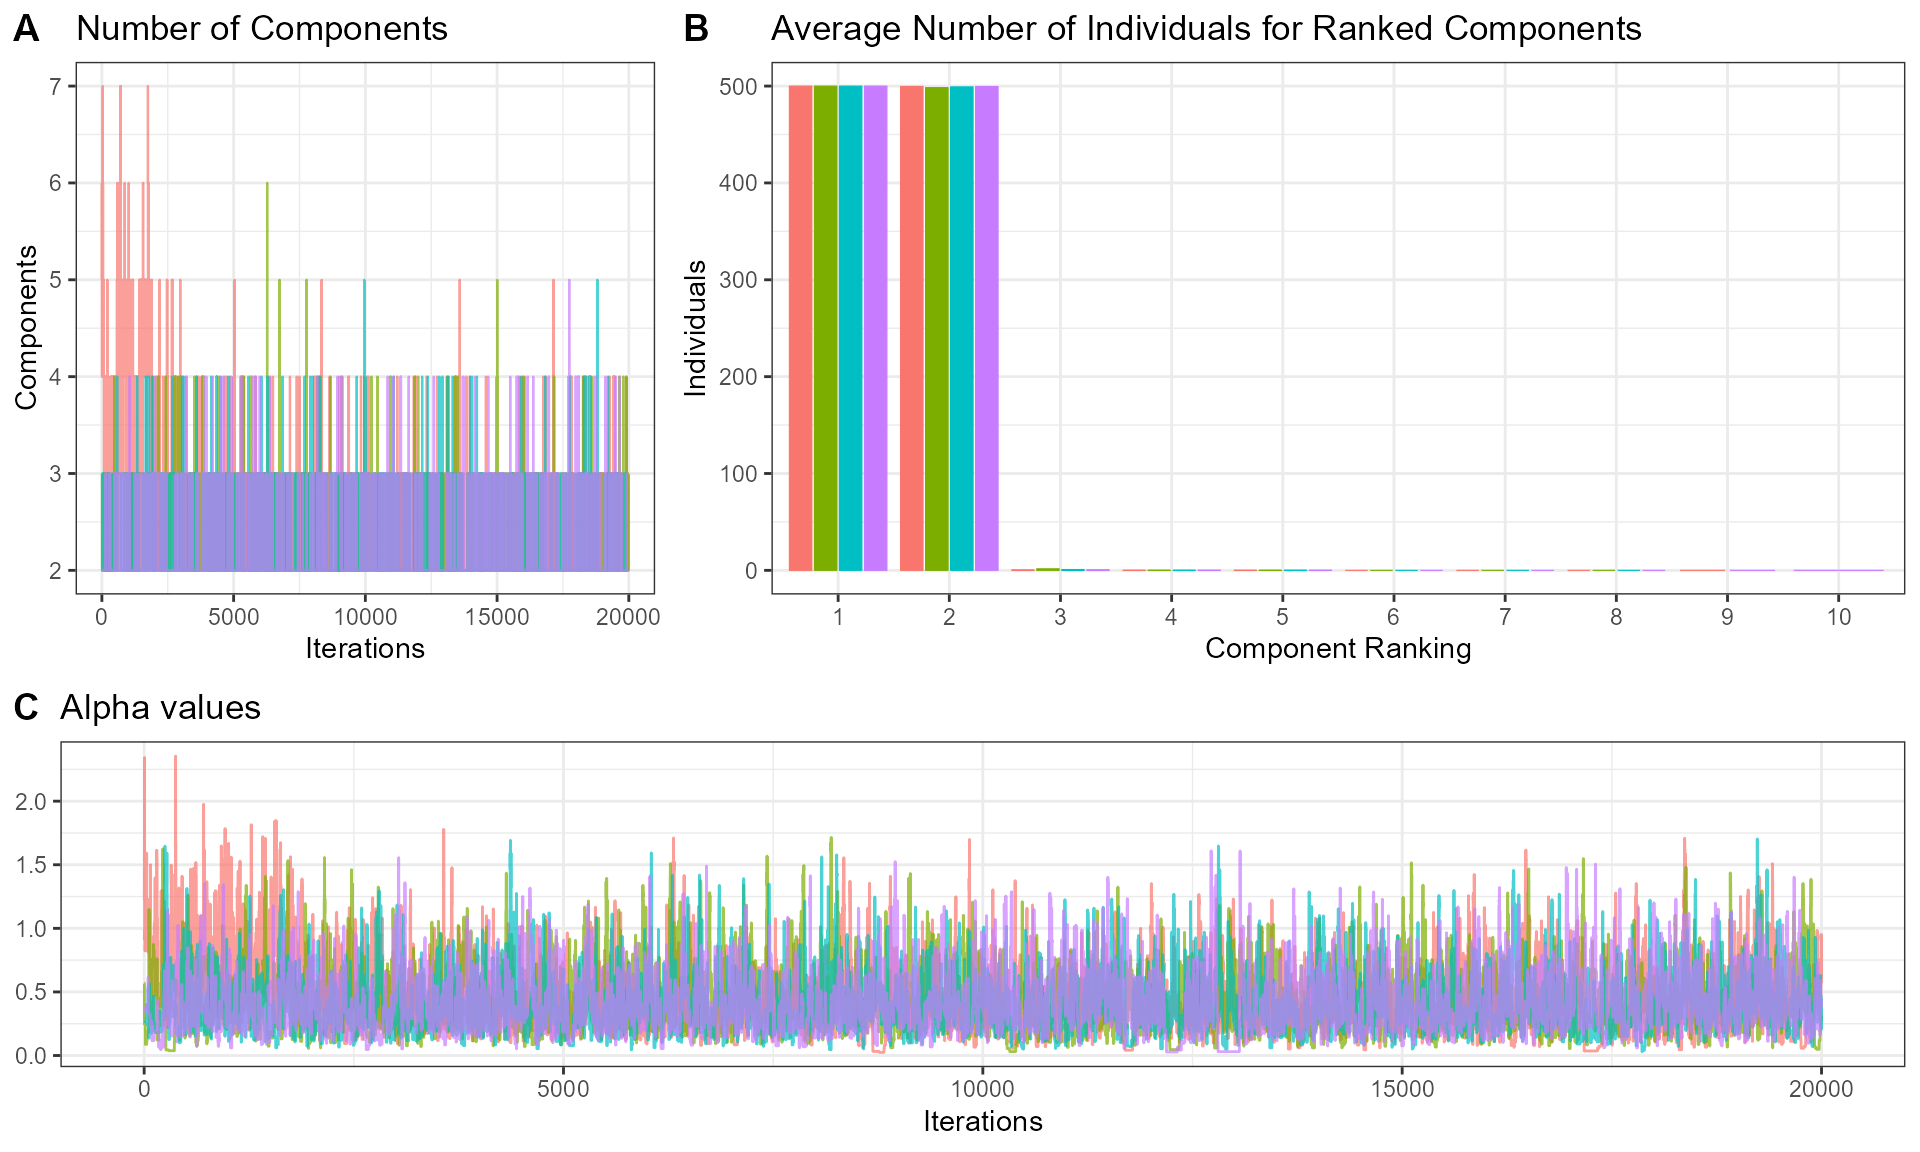 A Number of Components
7
6
5
4
3
2
Components
0 5000 10000 15000 20000
Iterations
B Average Number of Individuals for Ranked Components
500
400
300
200
100
0
Individuals
1 2 3 4 5 6 7 8 9 10
Component Ranking
C Alpha values
2.0
1.5
1.0
0.5
0.0
0 5000 10000 15000 20000
Iterations